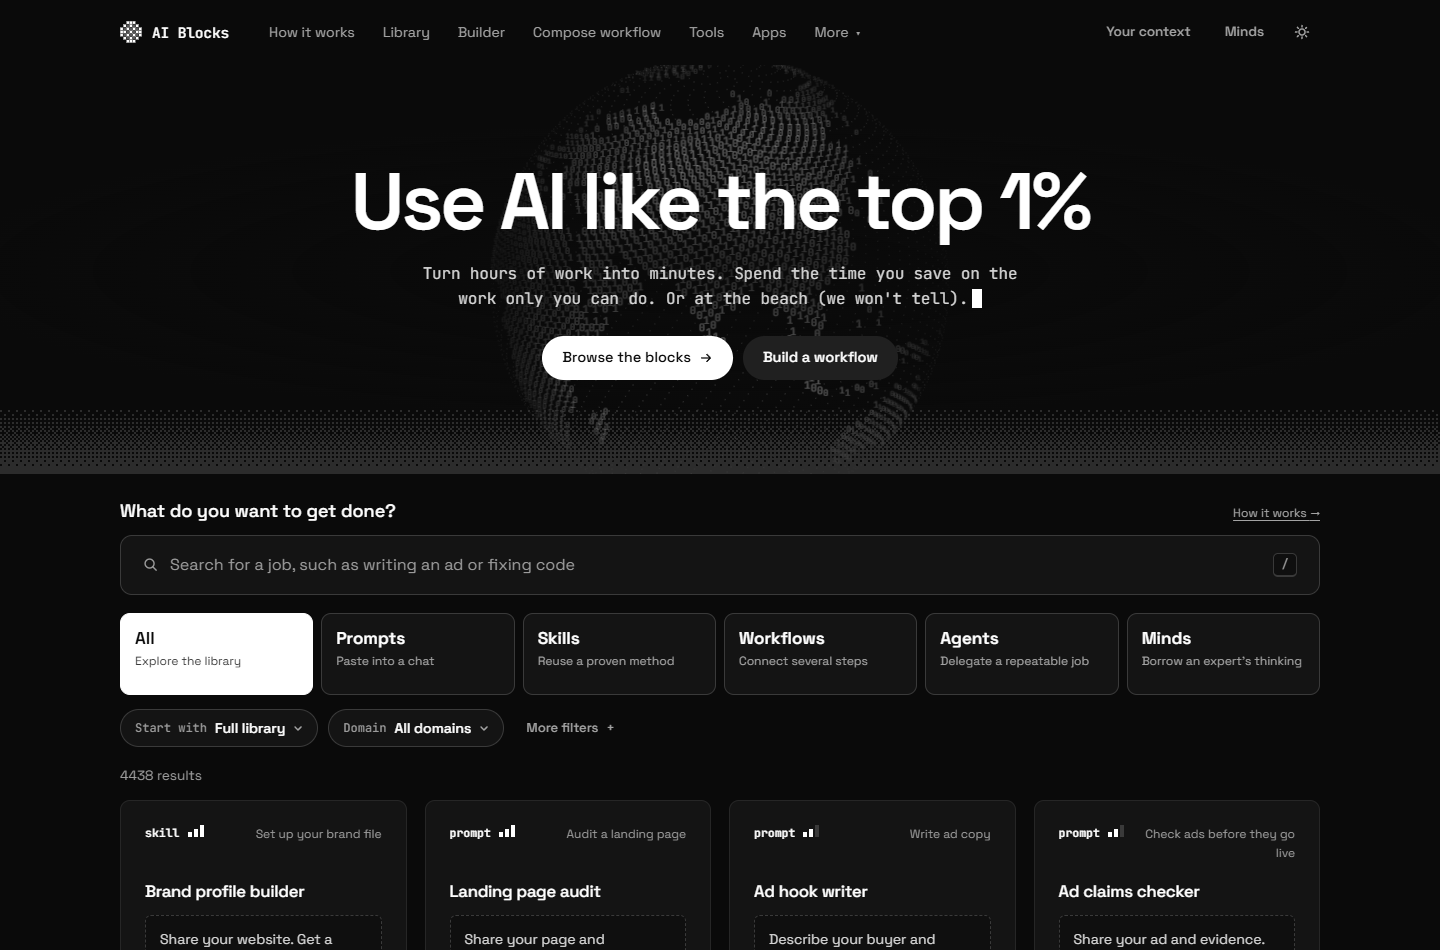 AI Blocks
How it works
Library
Builder
Compose workflow
Tools
Apps
More
Your context
Minds
Use AI like the top 1%
Turn hours of work into minutes. Spend the time you save on the
work only you can do. Or at the beach (we won't tell).
Browse the blocks →
Build a workflow
What do you want to get done?
How it works →
Search for a job, such as writing an ad or fixing code
/
All
Explore the library
Prompts
Paste into a chat
Skills
Reuse a proven method
Workflows
Connect several steps
Agents
Delegate a repeatable job
Minds
Borrow an expert's thinking
Start with Full library
Domain All domains
More filters +
4438 results
skill
Set up your brand file
Brand profile builder
Share your website. Get a
prompt
Audit a landing page
Landing page audit
Share your page and
prompt
Write ad copy
Ad hook writer
Describe your buyer and
prompt
Check ads before they go
live
Ad claims checker
Share your ad and evidence.